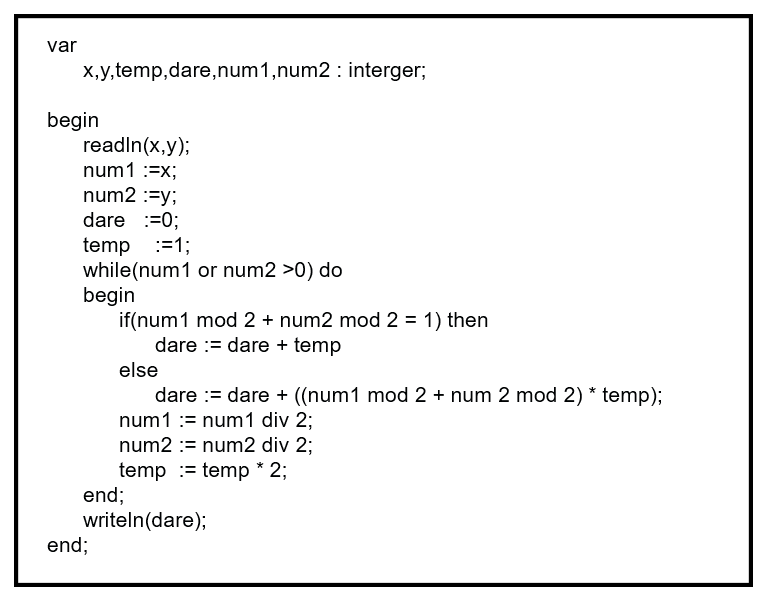 var
x,y,temp,dare,num1,num2 : interger;
begin
readln(x,y);
num1 :=x;
num2 :=y;
dare :=0;
temp :=1;
while(num1 or num2 >0) do
begin
if(num1 mod 2 + num2 mod 2 = 1) then
dare := dare + temp
else
dare := dare + ((num1 mod 2 + num 2 mod 2) * temp);
num1 := num1 div 2;
num2 := num2 div 2;
temp := temp * 2;
end;
writeln(dare);
end;